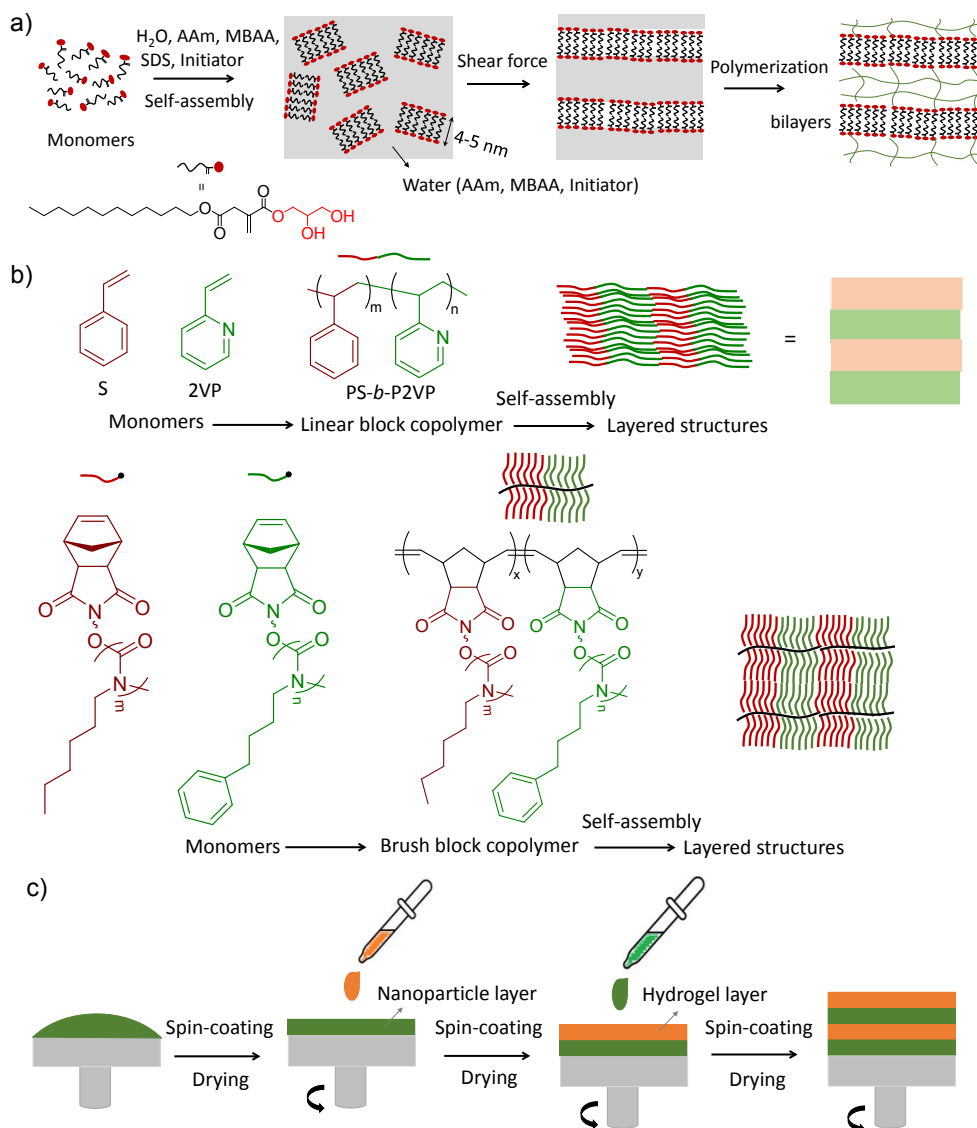 a)
H2O, AAm, MBAA,
SDS, Initiator
Self-assembly
Monomers
Shear force
4-5 nm
Water (AAm, MBAA, Initiator)
Polymerization
bilayers
=
O
O
O
O
OH
OH
b)
S
N
2VP
m
n
N
PS-b-P2VP
=
Monomers
Linear block copolymer
Self-assembly
Layered structures
O
N
O
O
O
N
m
O
N
O
O
O
N
n
x
y
O
N
O
O
O
N
m
O
N
O
O
O
N
n
Monomers
Brush block copolymer
Self-assembly
Layered structures
c)
Spin-coating
Drying
Nanoparticle layer
Spin-coating
Drying
Hydrogel layer
Spin-coating
Drying